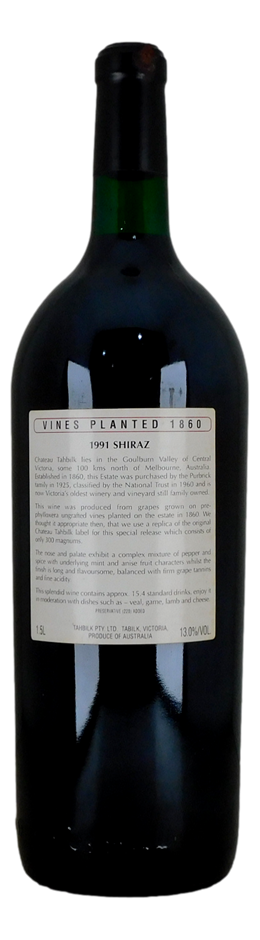 VINES PLANTED 1860
1991 SHIRAZ
Chateau Tahbilk lies in the Goulburn Valley of Central
Victoria, some 100 kms north of Melbourne, Australia.
Established in 1860, this Estate was purchased by the Purbrick
family in 1925, classified by the National Trust in 1960 and is
now Victoria's oldest winery and vineyard still family owned.
This wine was produced from grapes grown on pre-
phylloxera ungrafted vines planted on the estate in 1860. We
thought it appropriate then, that we use a replica of the original
Chateau Tahbilk label for this special release which consists of
only 300 magnums.
The nose and palate exhibit a complex mixture of pepper and
spice with underlying mint and anise fruit characters whilst the
finish is long and flavoursome, balanced with firm grape tannins
and fine acidity.
This splendid wine contains approx. 15.4 standard drinks, enjoy it
in moderation with dishes such as – veal, game, lamb and cheese.
PRESERVATIVE (220) ADDED
1.5L TAHBILK PTY. LTD. TABILK, VICTORIA, 13.0%/VOL
PRODUCE OF AUSTRALIA